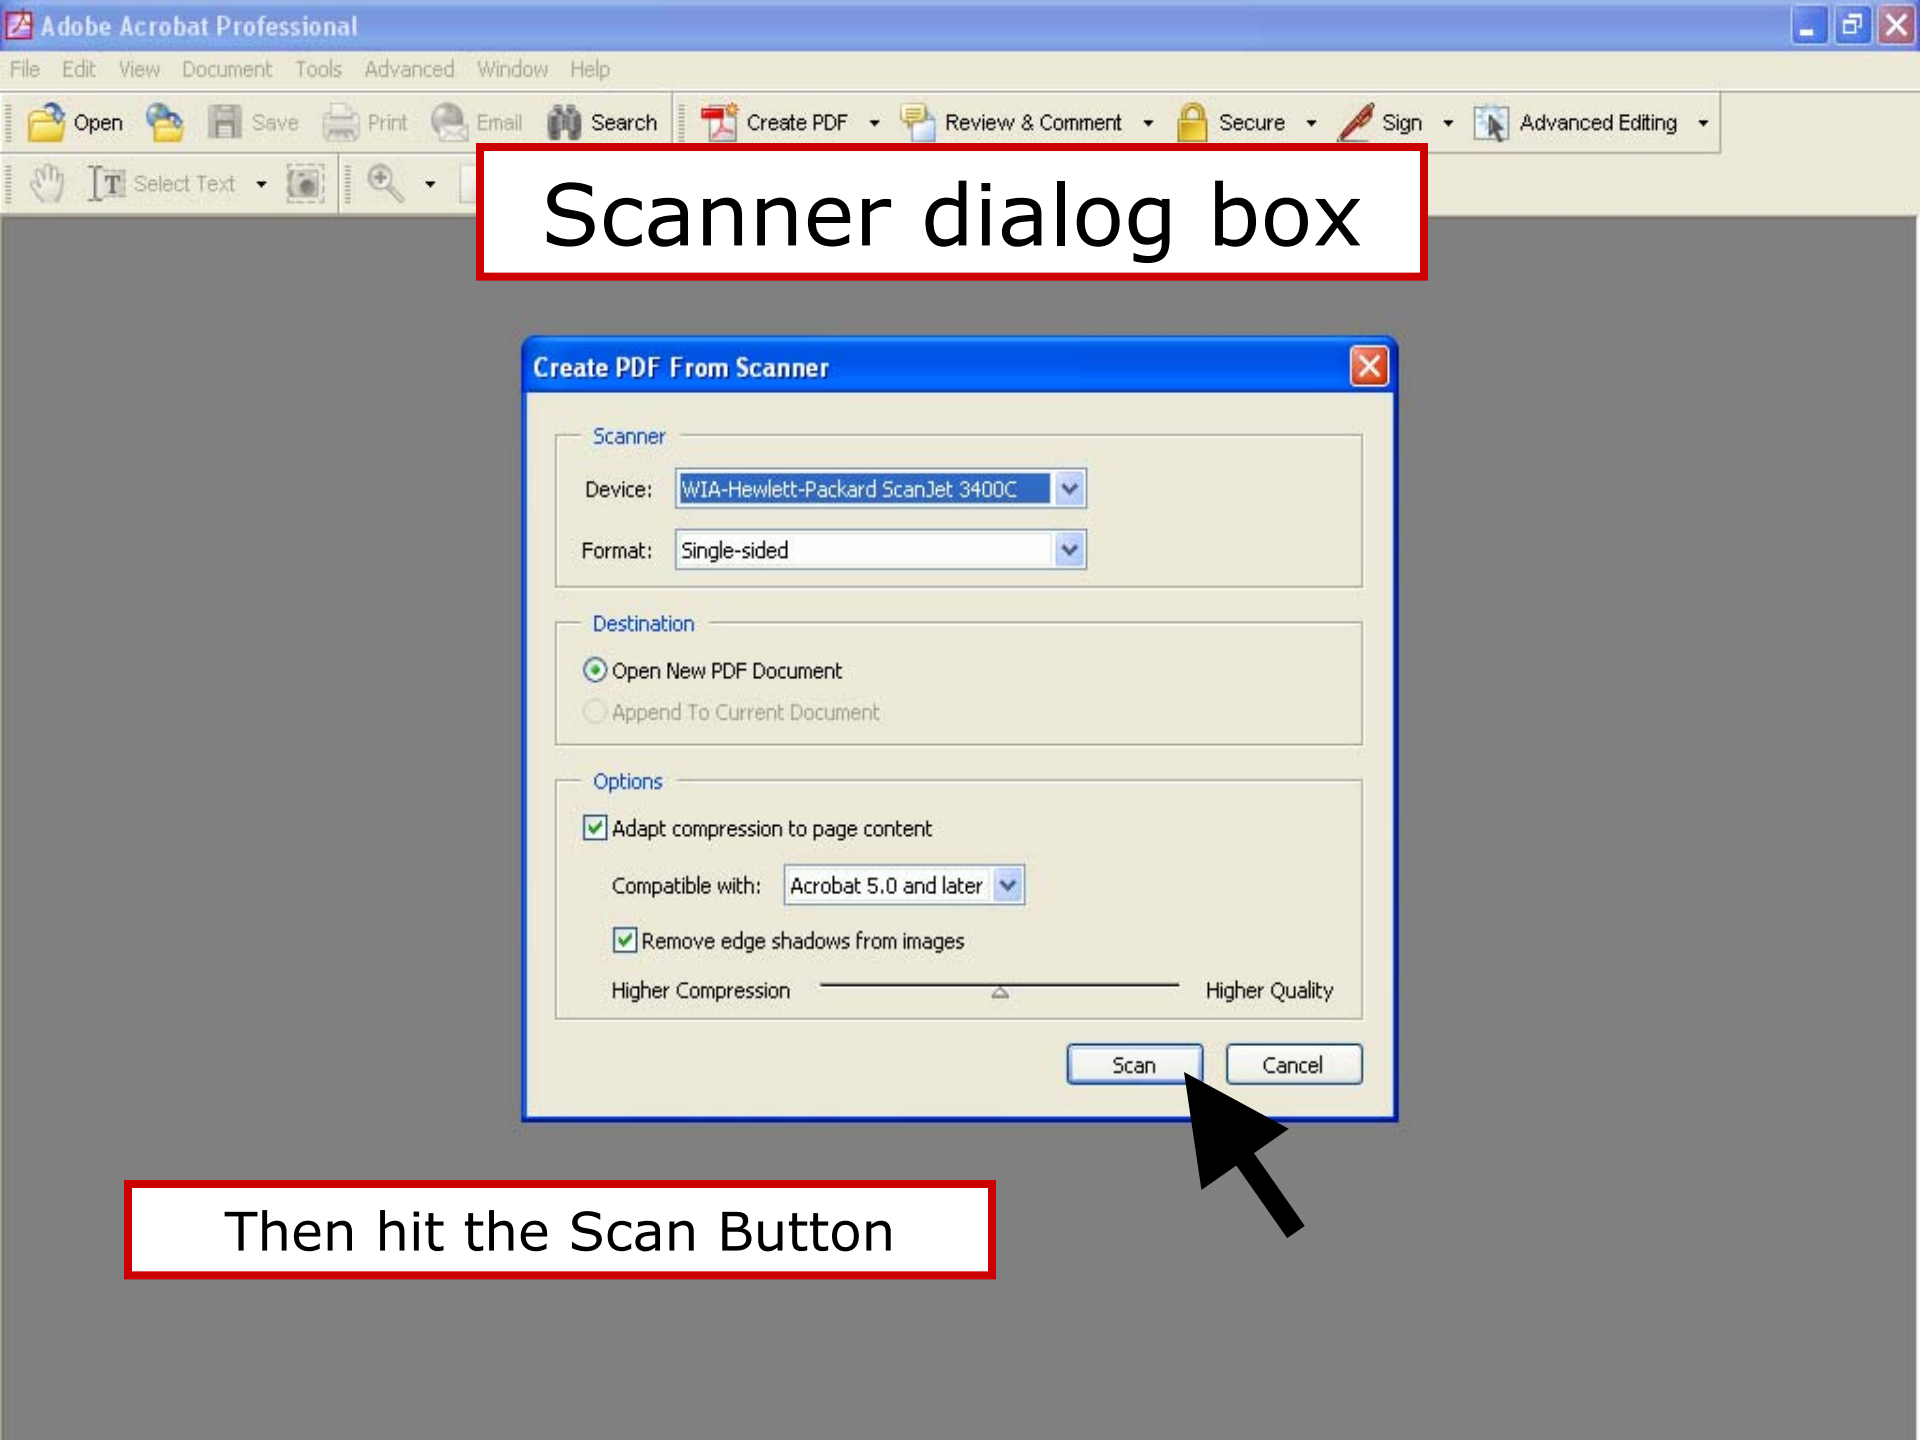 Adobe Acrobat Professional
File Edit View Document Tools Advanced Window Help
Open Save Print Email Search Create PDF Review & Comment Secure Sign Advanced Editing
Select Text
Scanner dialog box
Create PDF From Scanner
Scanner
Device: WIA-Hewlett-Packard ScanJet 3400C
Format: Single-sided
Destination
Open New PDF Document
Append To Current Document
Options
Adapt compression to page content
Compatible with: Acrobat 5.0 and later
Remove edge shadows from images
Higher Compression Higher Quality
Scan Cancel
Then hit the Scan Button